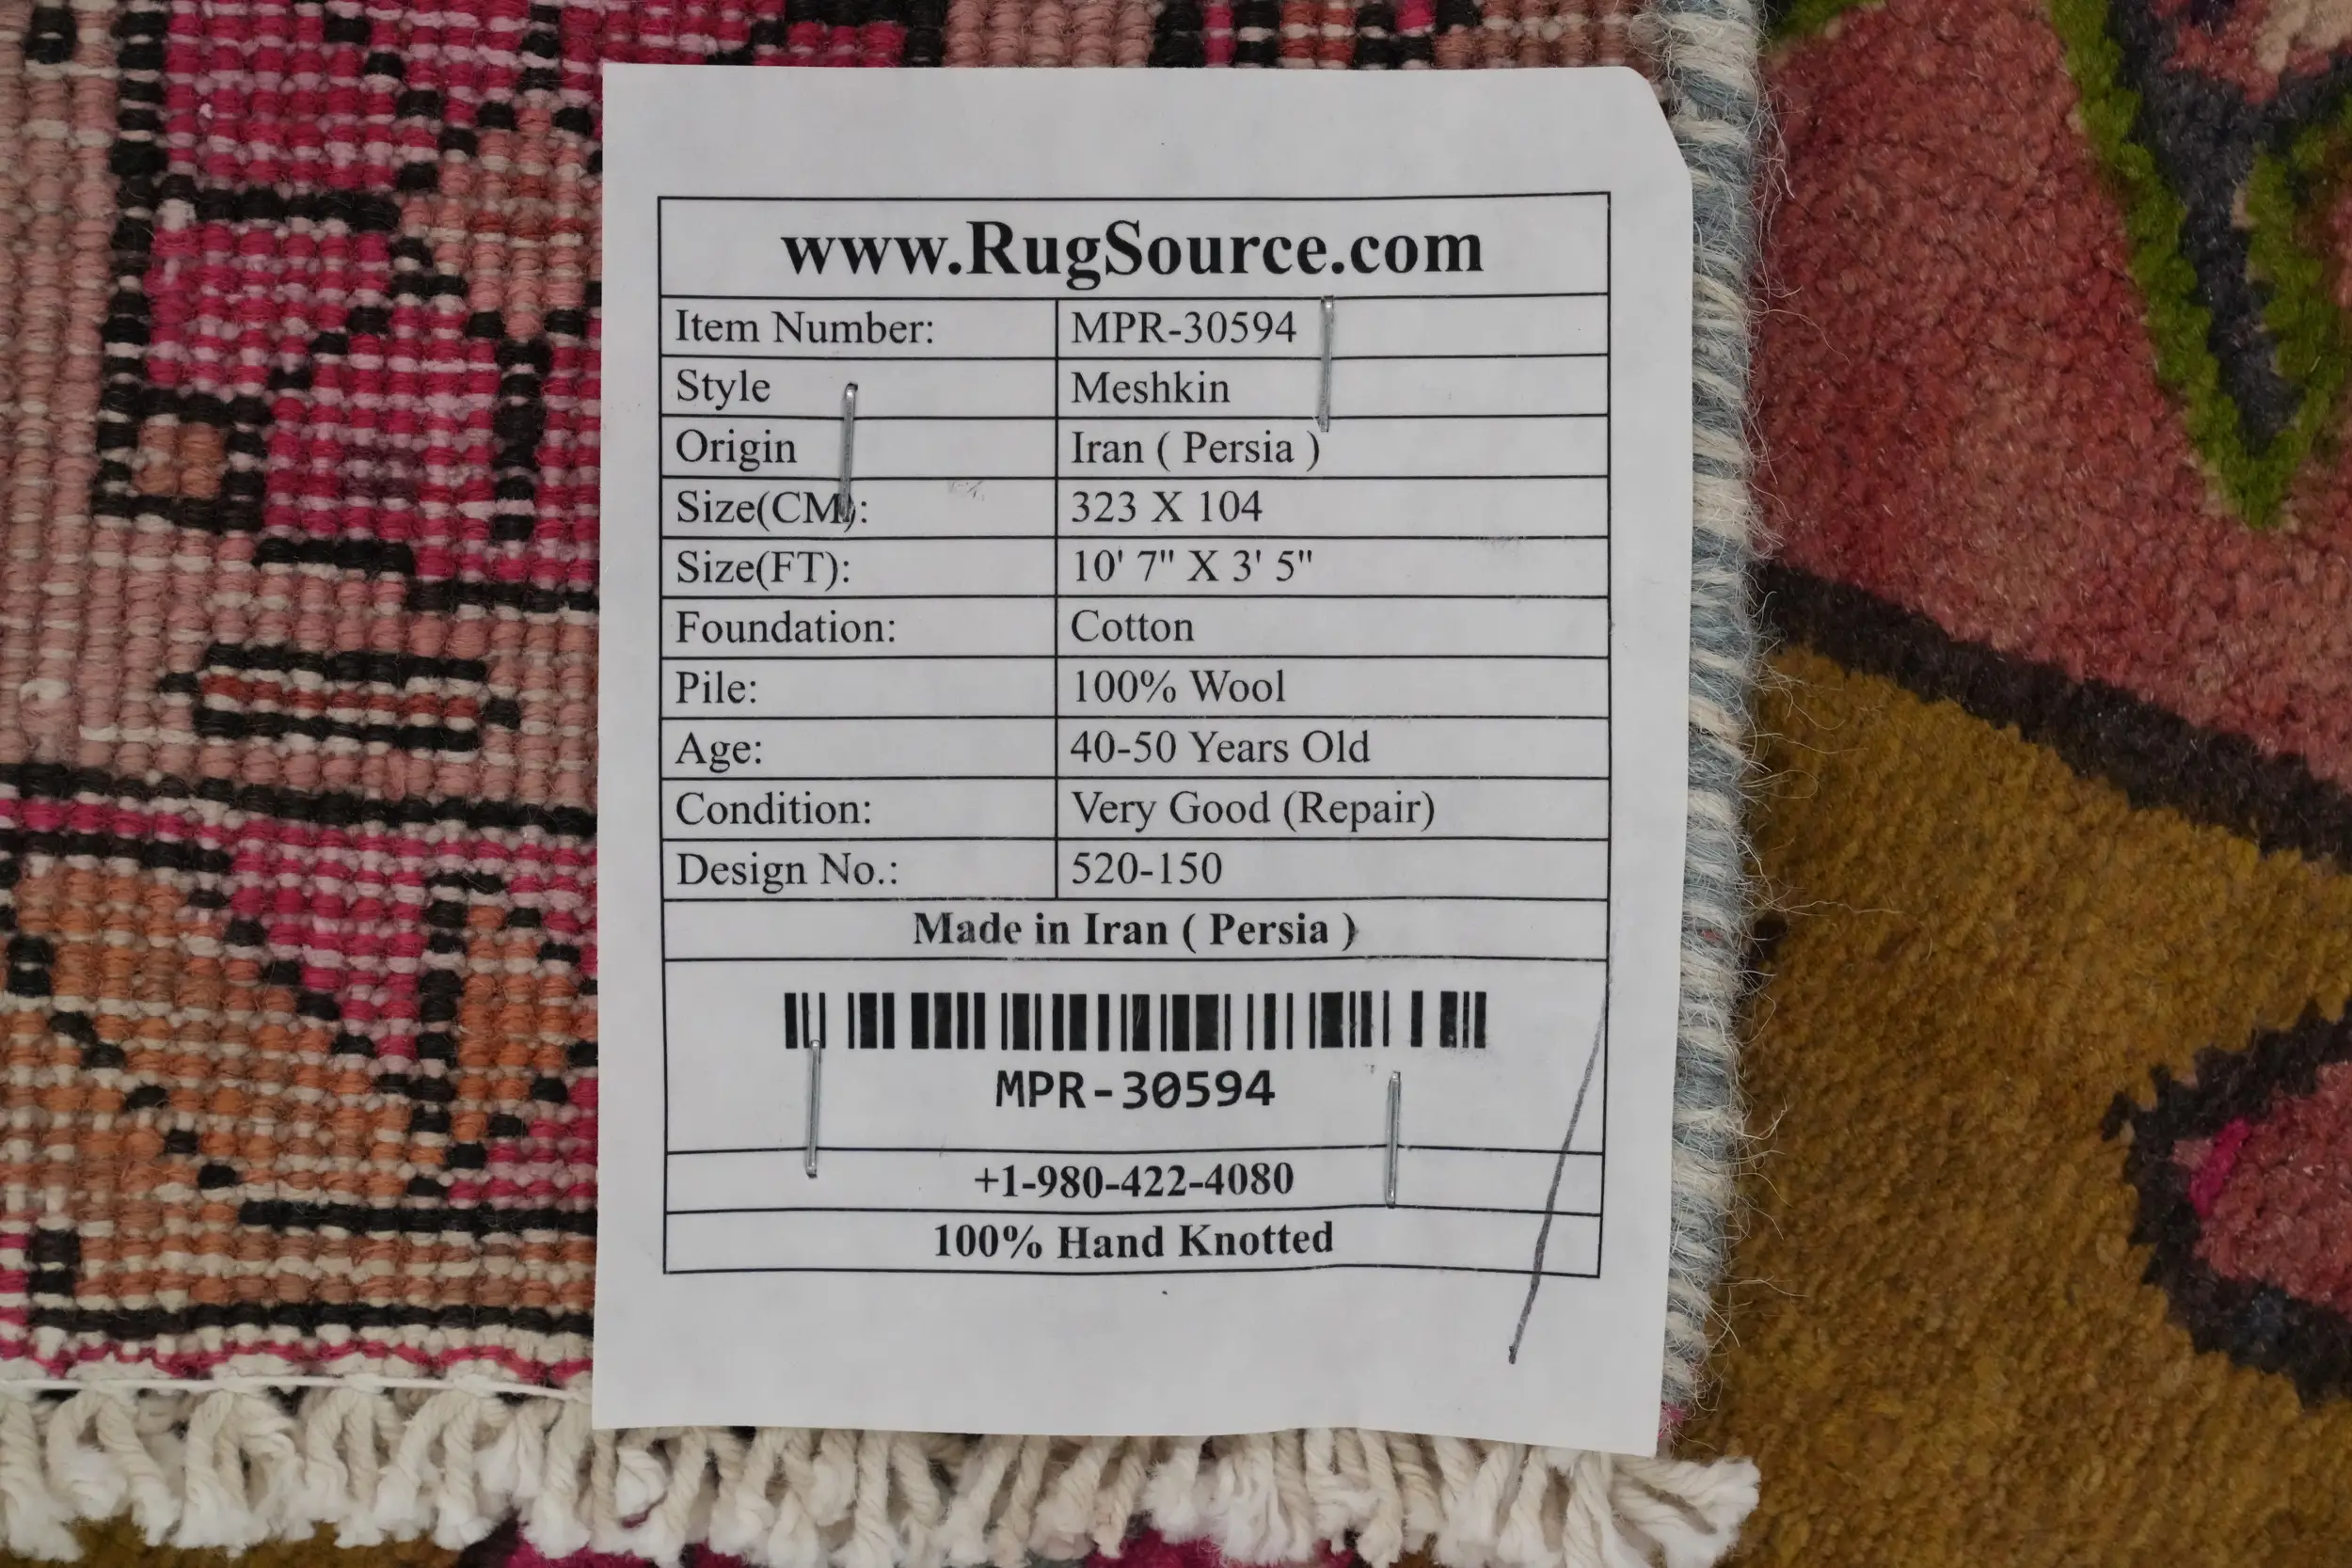 www.RugSource.com
Item Number: MPR-30594
Style Meshkin
Origin Iran ( Persia )
Size(CM): 323 X 104
Size(FT): 10' 7" X 3' 5"
Foundation: Cotton
Pile: 100% Wool
Age: 40-50 Years Old
Condition: Very Good (Repair)
Design No.: 520-150
Made in Iran ( Persia )
MPR-30594
+1-980-422-4080
100% Hand Knotted